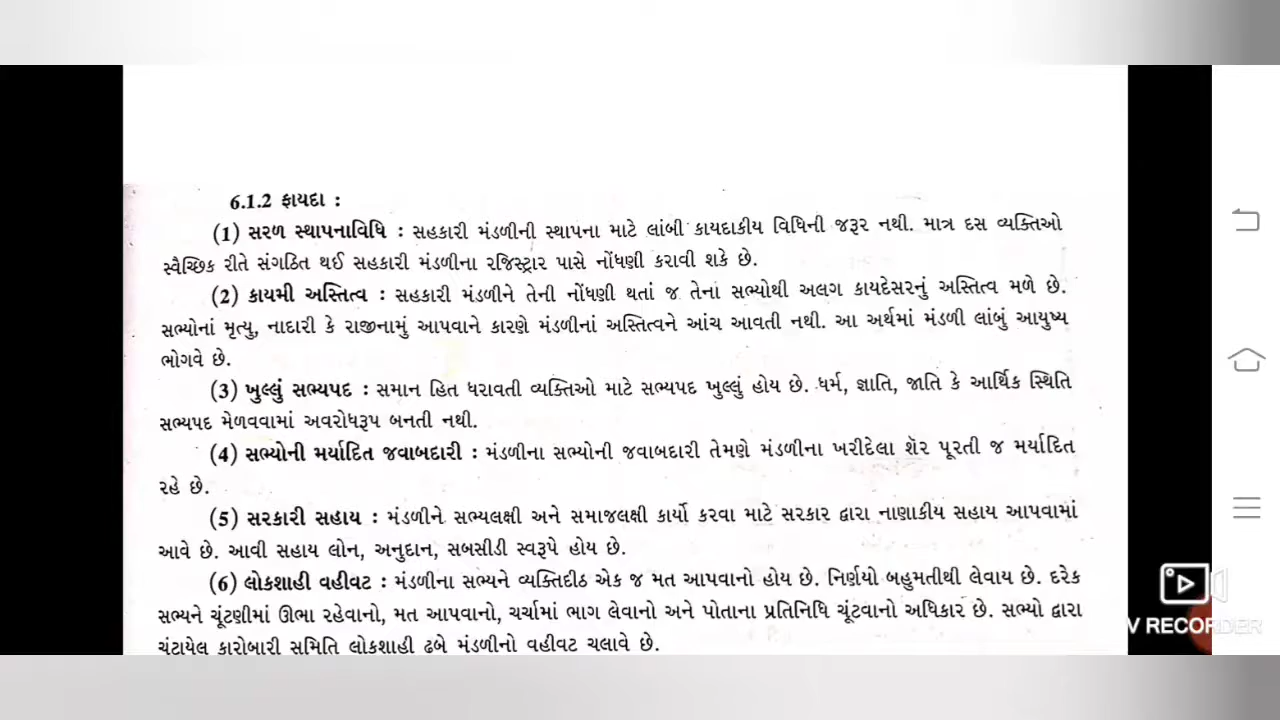 6.1.2 ફાયદા :
(1) સરળ સ્થાપનાવિધિ : સહકારી મંડળીની સ્થાપના માટે લાંબી કાયદાકીય વિધિની જરૂર નથી. માત્ર દસ વ્યક્તિઓ
સ્વૈચ્છિક રીતે સંગઠિત થઈ સહકારી મંડળીના રજિસ્ટ્રાર પાસે નોંધણી કરાવી શકે છે.
(2) કાયમી અસ્તિત્વ : સહકારી મંડળીને તેની નોંધણી થતાં જ તેના સભ્યોથી અલગ કાયદેસરનું અસ્તિત્વ મળે છે.
સભ્યોનાં મૃત્યુ, નાદારી કે રાજીનામું આપવાને કારણે મંડળીનાં અસ્તિત્વને આંચ આવતી નથી. આ અર્થમાં મંડળી લાંબું આયુષ્ય
ભોગવે છે.
(3) ખુલ્લું સભ્યપદ : સમાન હિત ધરાવતી વ્યક્તિઓ માટે સભ્યપદ ખુલ્લું હોય છે. ધર્મ, જ્ઞાતિ, જાતિ કે આર્થિક સ્થિતિ
સભ્યપદ મેળવવામાં અવરોધરૂપ બનતી નથી.
(4) સભ્યોની મર્યાદિત જવાબદારી : મંડળીના સભ્યોની જવાબદારી તેમણે મંડળીના ખરીદેલા શૅર પૂરતી જ મર્યાદિત
રહે છે.
(5) સરકારી સહાય : મંડળીને સભ્યલક્ષી અને સમાજલક્ષી કાર્યો કરવા માટે સરકાર દ્વારા નાણાકીય સહાય આપવામાં
આવે છે. આવી સહાય લોન, અનુદાન, સબસીડી સ્વરૂપે હોય છે.
(6) લોકશાહી વહીવટ : મંડળીના સભ્યને વ્યક્તિદીઠ એક જ મત આપવાનો હોય છે. નિર્ણયો બહુમતીથી લેવાય છે. દરેક
સભ્યને ચૂંટણીમાં ઊભા રહેવાનો, મત આપવાનો, ચર્ચામાં ભાગ લેવાનો અને પોતાના પ્રતિનિધિ ચૂંટવાનો અધિકાર છે. સભ્યો દ્વારા
ચૂંટાયેલ કારોબારી સમિતિ લોકશાહી ઢબે મંડળીનો વહીવટ ચલાવે છે.
V RECORDER